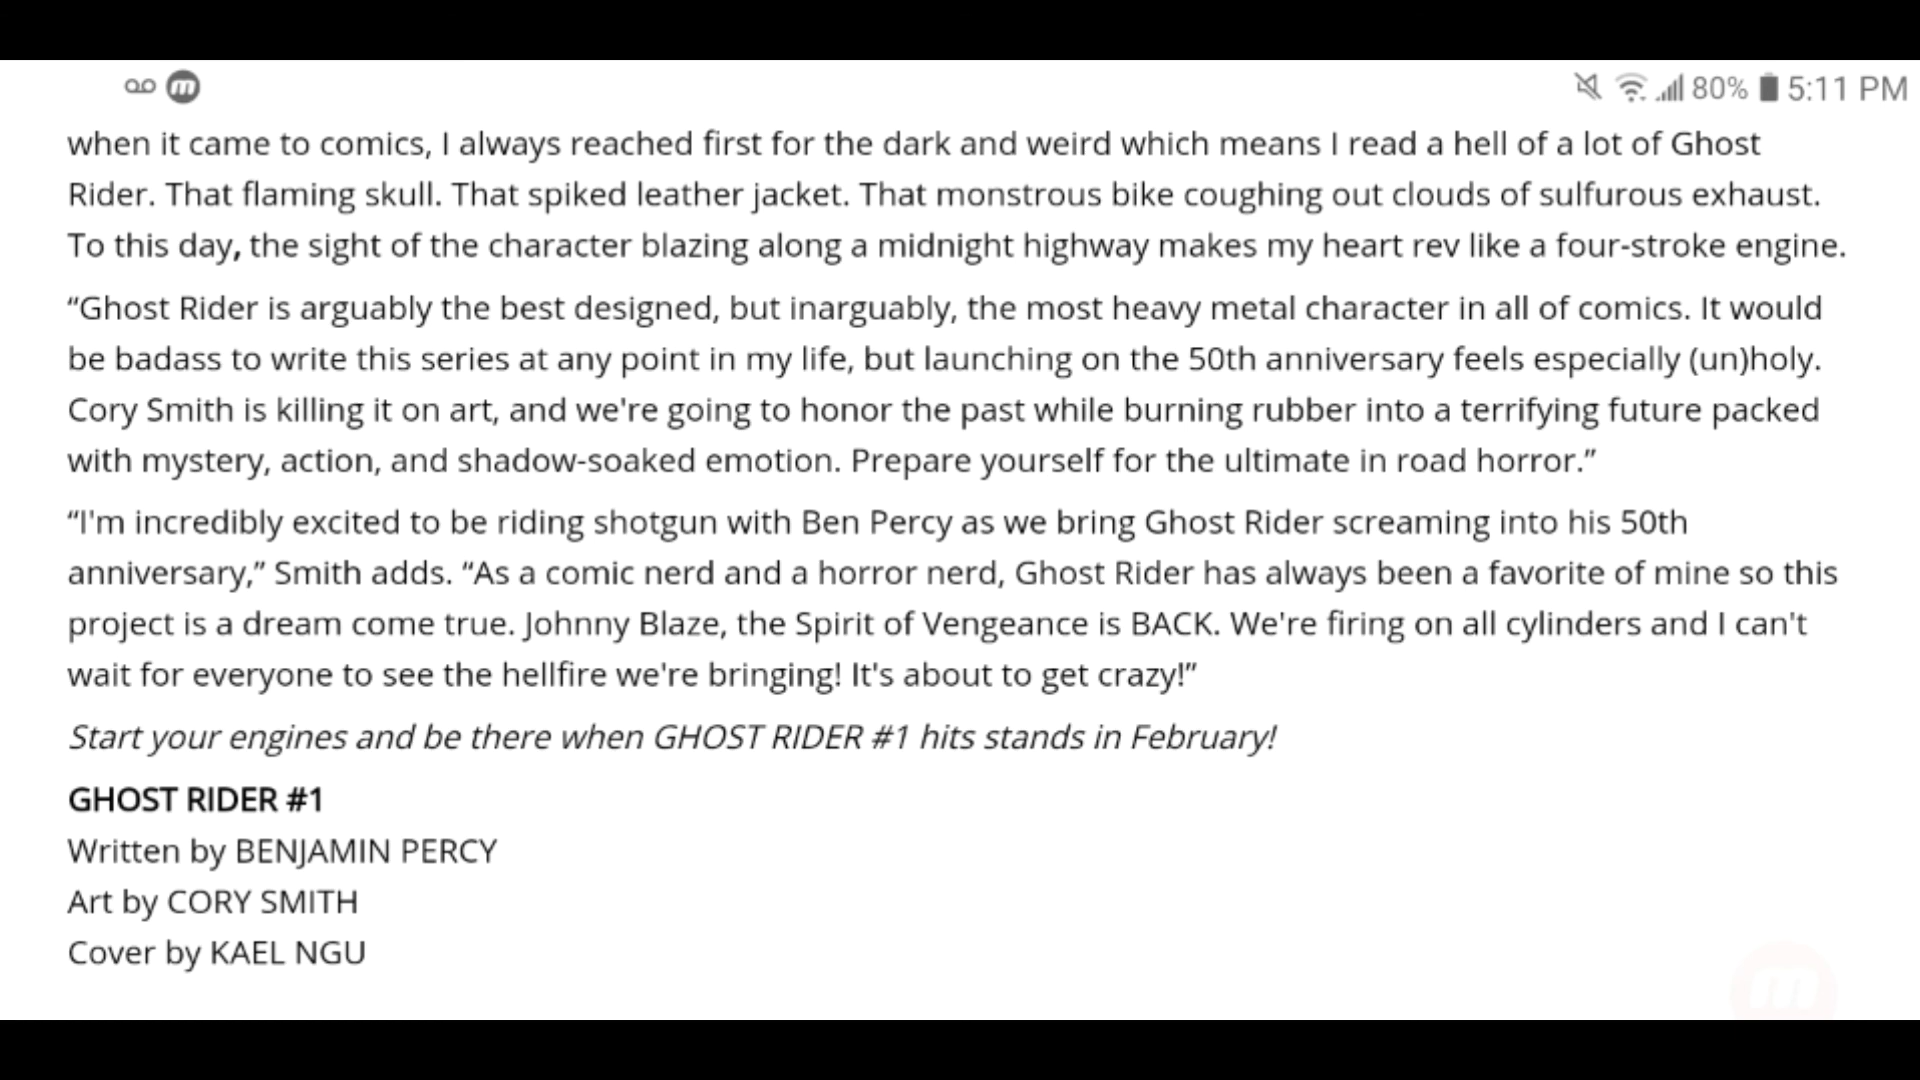 80% 5:11 PM
when it came to comics, I always reached first for the dark and weird which means I read a hell of a lot of Ghost
Rider. That flaming skull. That spiked leather jacket. That monstrous bike coughing out clouds of sulfurous exhaust.
To this day, the sight of the character blazing along a midnight highway makes my heart rev like a four-stroke engine.
“Ghost Rider is arguably the best designed, but inarguably, the most heavy metal character in all of comics. It would
be badass to write this series at any point in my life, but launching on the 50th anniversary feels especially (un)holy.
Cory Smith is killing it on art, and we're going to honor the past while burning rubber into a terrifying future packed
with mystery, action, and shadow-soaked emotion. Prepare yourself for the ultimate in road horror.”
“I'm incredibly excited to be riding shotgun with Ben Percy as we bring Ghost Rider screaming into his 50th
anniversary,” Smith adds. “As a comic nerd and a horror nerd, Ghost Rider has always been a favorite of mine so this
project is a dream come true. Johnny Blaze, the Spirit of Vengeance is BACK. We're firing on all cylinders and I can't
wait for everyone to see the hellfire we're bringing! It's about to get crazy!”
Start your engines and be there when GHOST RIDER #1 hits stands in February!
GHOST RIDER #1
Written by BENJAMIN PERCY
Art by CORY SMITH
Cover by KAEL NGU